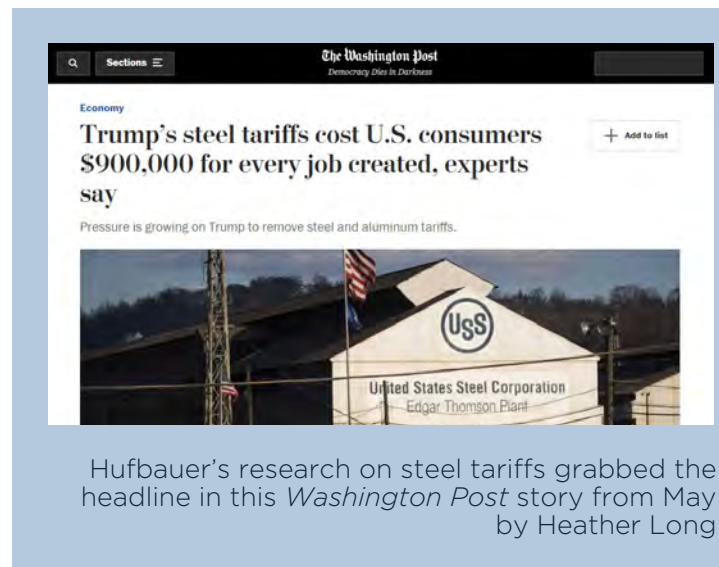 Sections
The Washington Post
Democracy Dies in Darkness
Economy
Trump's steel tariffs cost U.S. consumers
$900,000 for every job created, experts
say
Add to list
Pressure is growing on Trump to remove steel and aluminum tariffs.
USS
United States Steel Corporation
Edgar Thomson Plant
Hufbauer's research on steel tariffs grabbed the
headline in this Washington Post story from May
by Heather Long